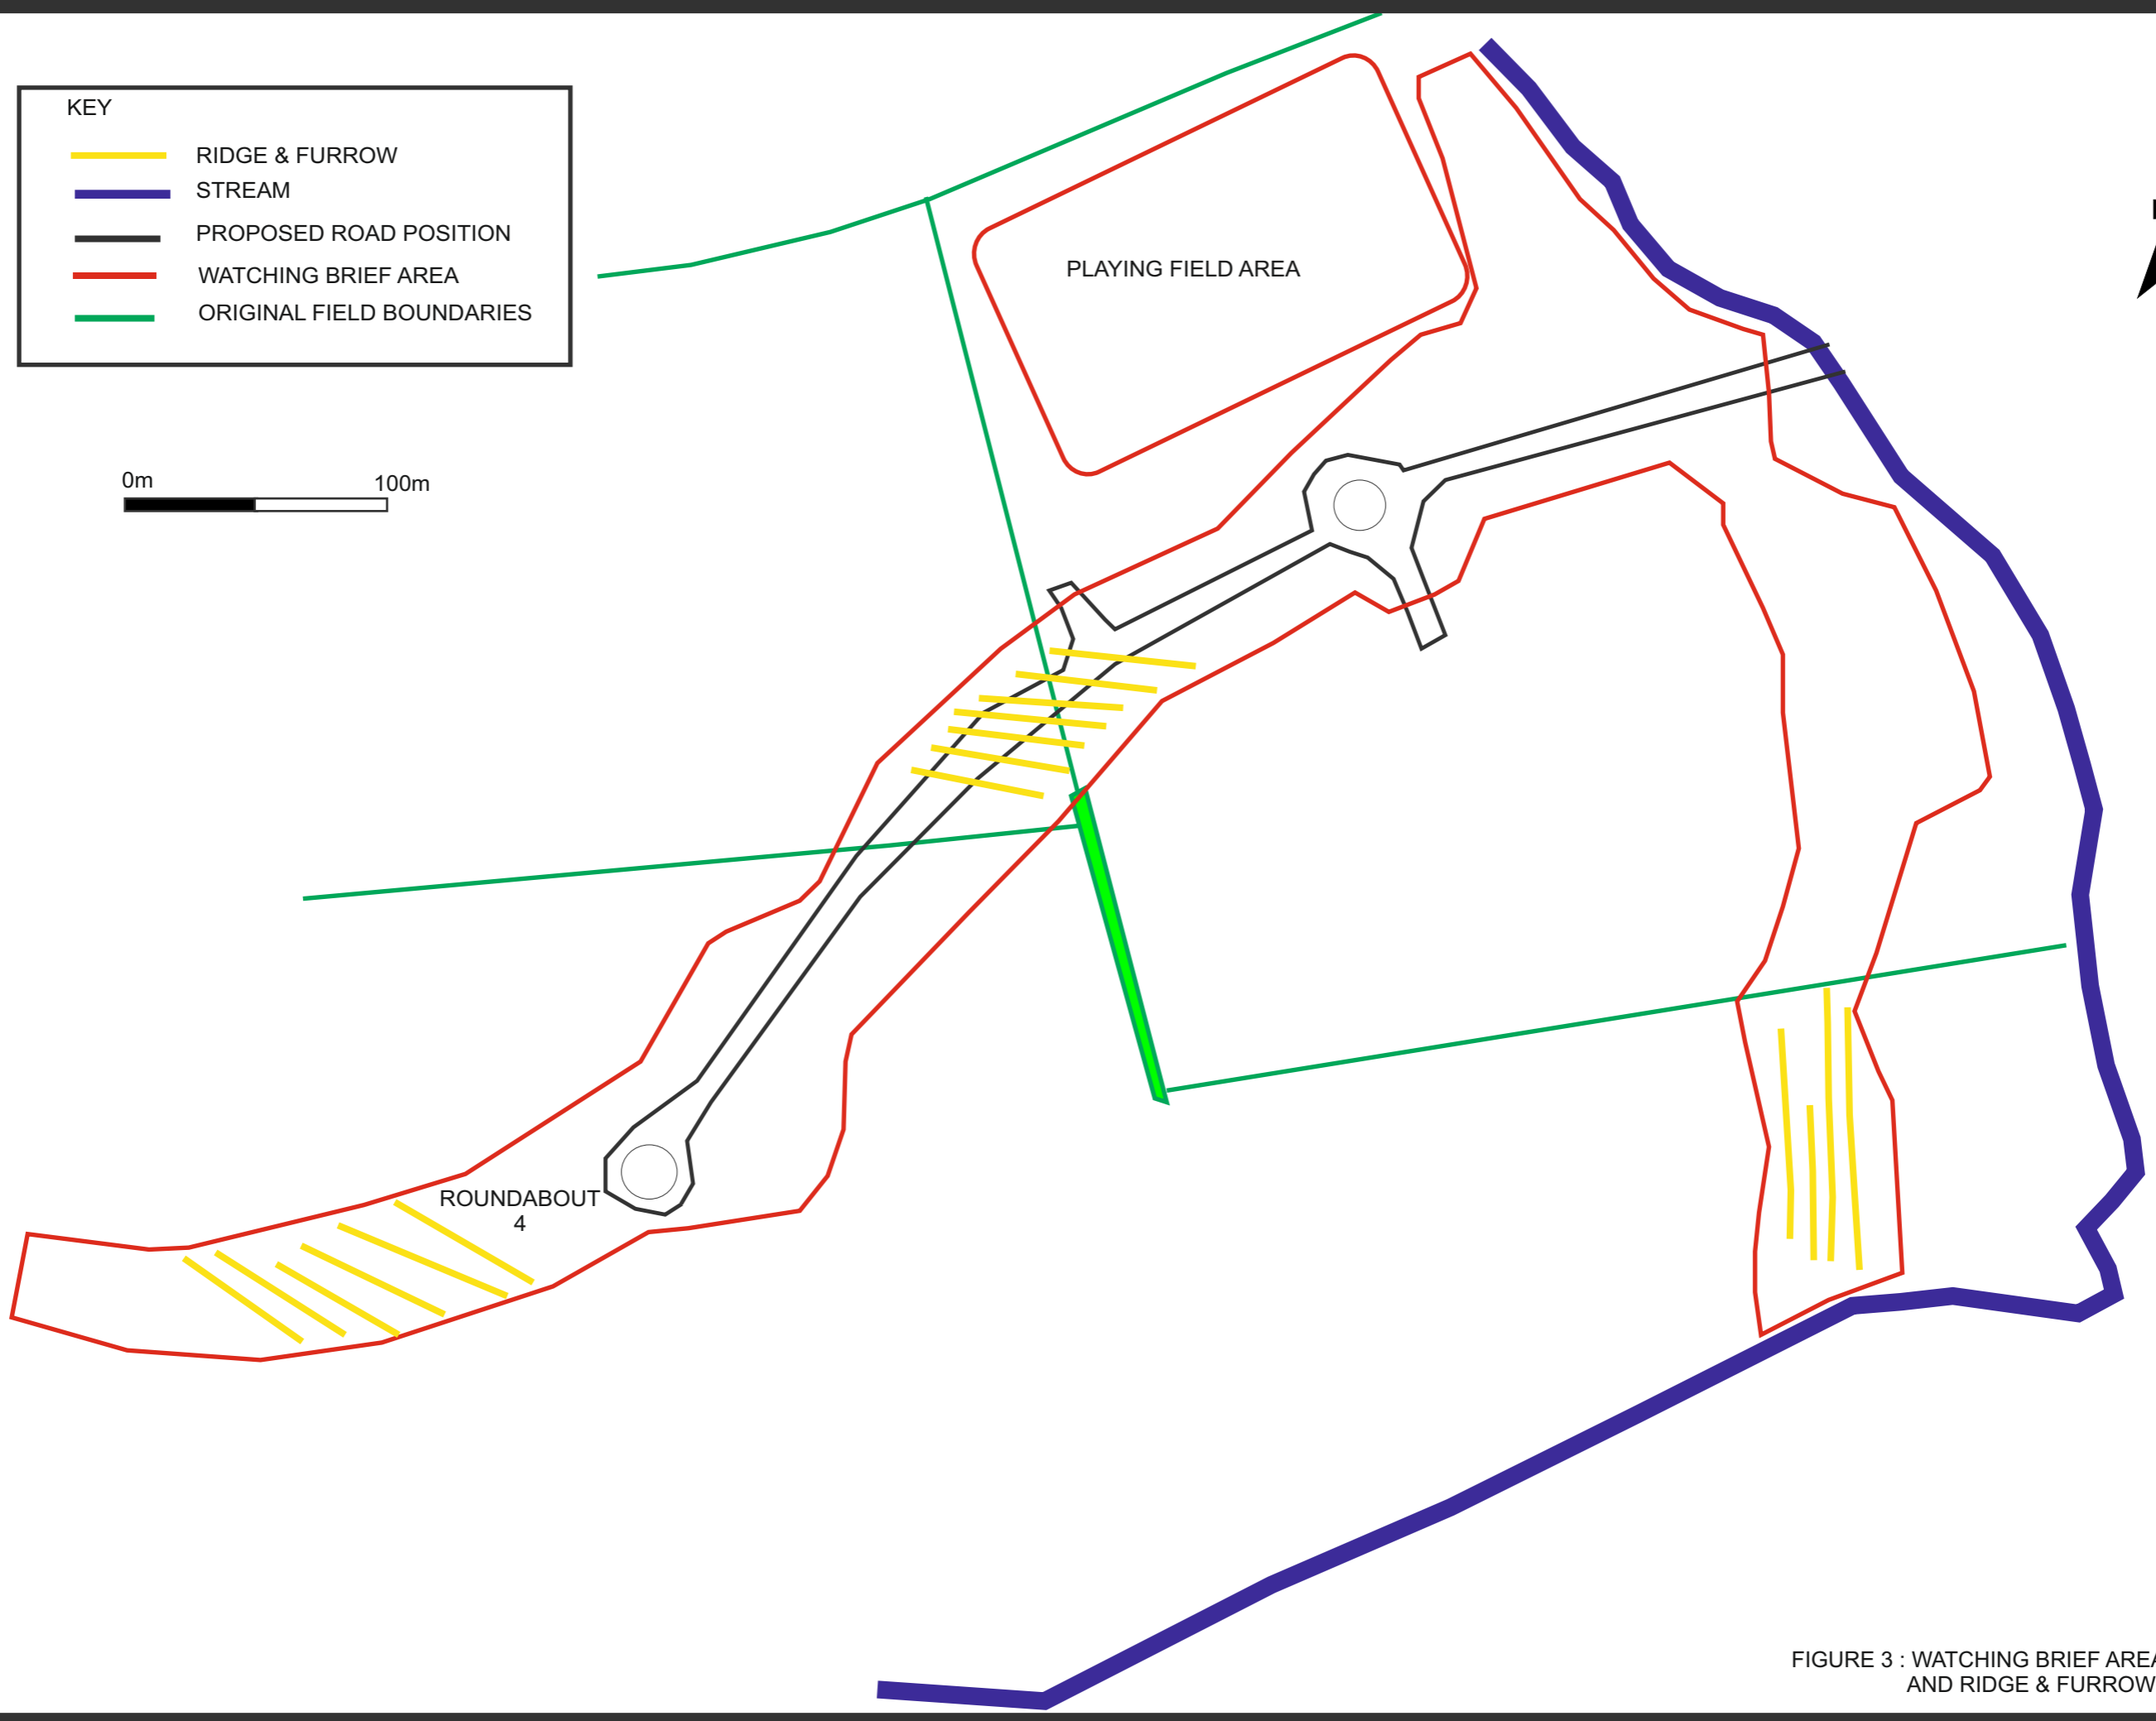 KEY
RIDGE & FURROW
STREAM
PROPOSED ROAD POSITION
WATCHING BRIEF AREA
ORIGINAL FIELD BOUNDARIES
0m
100m
PLAYING FIELD AREA
ROUNDABOUT
4
FIGURE 3 : WATCHING BRIEF AREA
AND RIDGE & FURROW